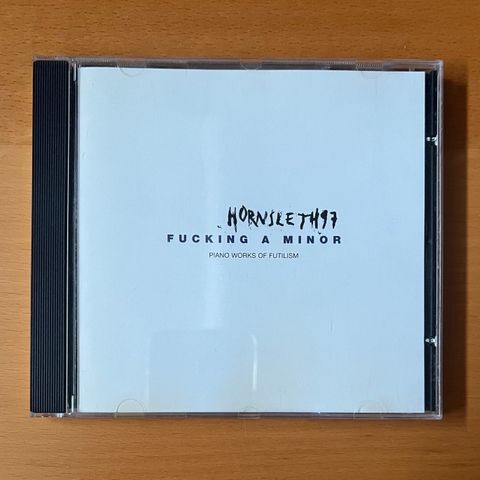 HORNSLETH97
FUCKING A MINOR
PIANO WORKS OF FUTILISM